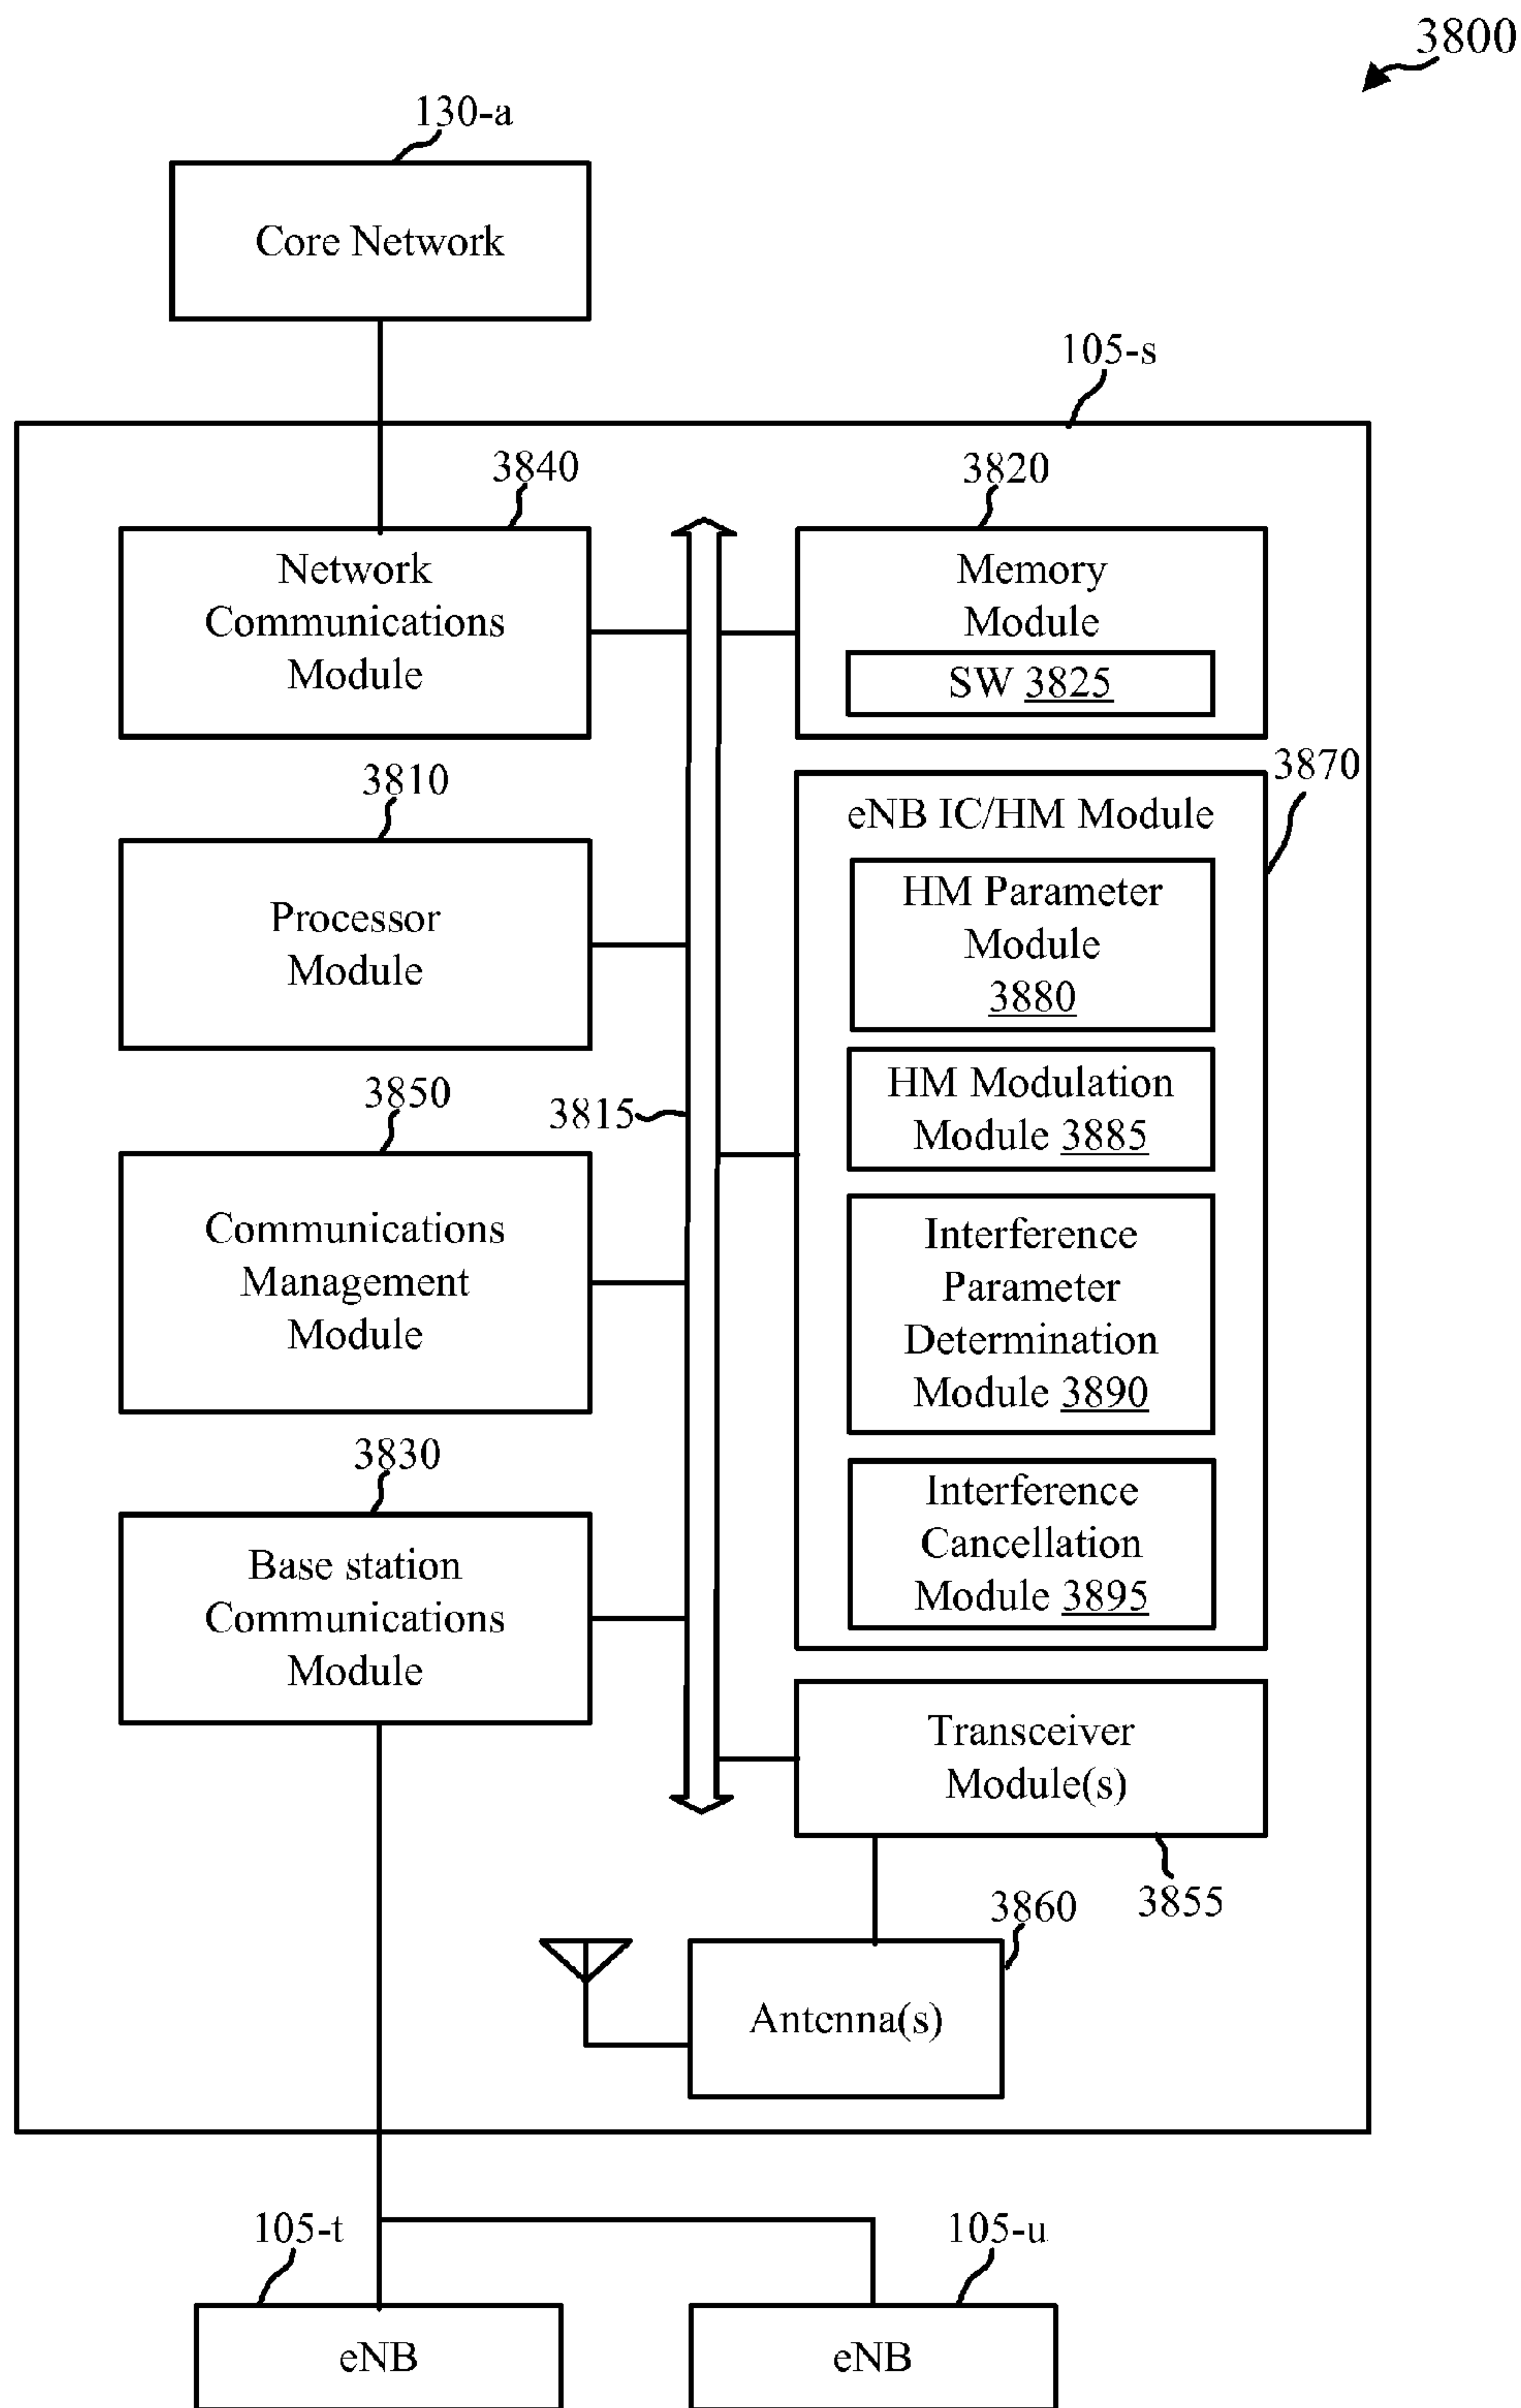 3800
130-a
Core Network
105-s
3840
Network
Communications
Module
3820
Memory
Module
SW 3825
3810
Processor
Module
3870
eNB IC/HM Module
HM Parameter
Module
3880
HM Modulation
Module 3885
3815
3850
Communications
Management
Module
Interference
Parameter
Determination
Module 3890
3830
Base station
Communications
Module
Interference
Cancellation
Module 3895
Transceiver
Module(s)
3855
3860
Antenna(s)
105-t
eNB
105-u
eNB